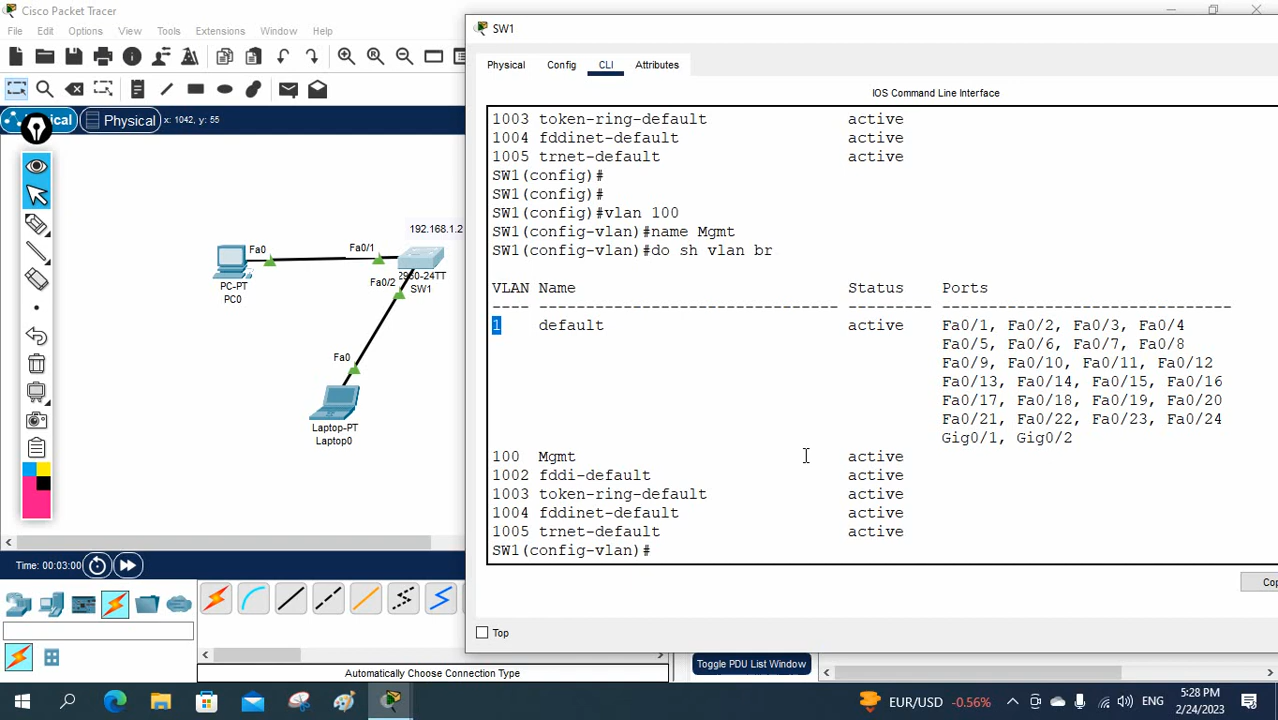 Cisco Packet Tracer
File Edit Options View Tools Extensions Window Help
Physical x: 1042, y: 55
192.168.1.2
Fa0
Fa0/1
PC-PT
PC0
2950-24TT
SW1
Fa0/2
Fa0
Laptop-PT
Laptop0
SW1
Physical Config CLI Attributes
IOS Command Line Interface
1003 token-ring-default active
1004 fddinet-default active
1005 trnet-default active
SW1(config)#
SW1(config)#
SW1(config)#vlan 100
SW1(config-vlan)#name Mgmt
SW1(config-vlan)#do sh vlan br
VLAN Name Status Ports
---- -------------------------------- --------- -------------------------------
1 default active Fa0/1, Fa0/2, Fa0/3, Fa0/4
Fa0/5, Fa0/6, Fa0/7, Fa0/8
Fa0/9, Fa0/10, Fa0/11, Fa0/12
Fa0/13, Fa0/14, Fa0/15, Fa0/16
Fa0/17, Fa0/18, Fa0/19, Fa0/20
Fa0/21, Fa0/22, Fa0/23, Fa0/24
Gig0/1, Gig0/2
100 Mgmt active
1002 fddi-default active
1003 token-ring-default active
1004 fddinet-default active
1005 trnet-default active
SW1(config-vlan)#
Top
Time: 03:03:00
Automatically Choose Connection Type
Toggle PDU List Window
EUR/USD -0.56%
ENG
5:28 PM
2/24/2023